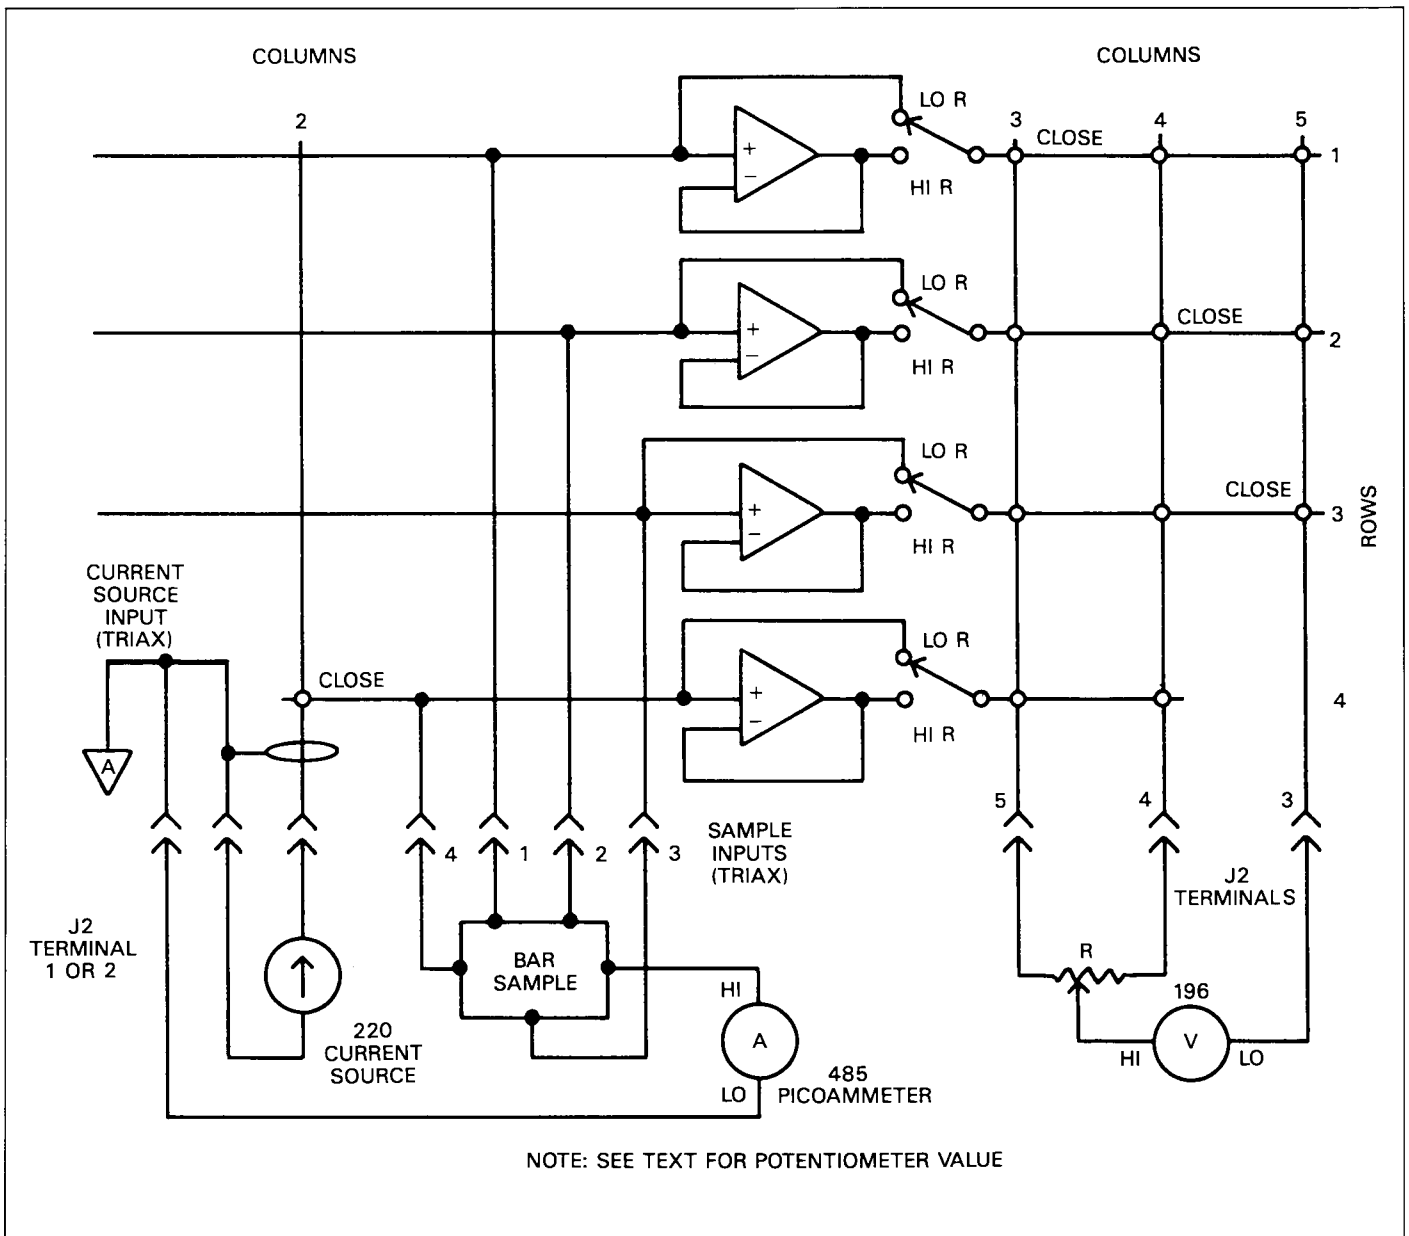 COLUMNS
COLUMNS
2
LO R
3
CLOSE
4
5
+
−
1
HI R
LO R
CLOSE
+
−
2
HI R
LO R
CLOSE
+
−
3
HI R
ROWS
CURRENT
SOURCE
INPUT
(TRIAX)
LO R
CLOSE
+
−
4
HI R
A
5
4
3
4
1
2
3
SAMPLE
INPUTS
(TRIAX)
J2
TERMINALS
J2
TERMINAL
1 OR 2
BAR
SAMPLE
R
HI
196
220
CURRENT
SOURCE
A
V
HI
LO
LO
485
PICOAMMETER
NOTE: SEE TEXT FOR POTENTIOMETER VALUE